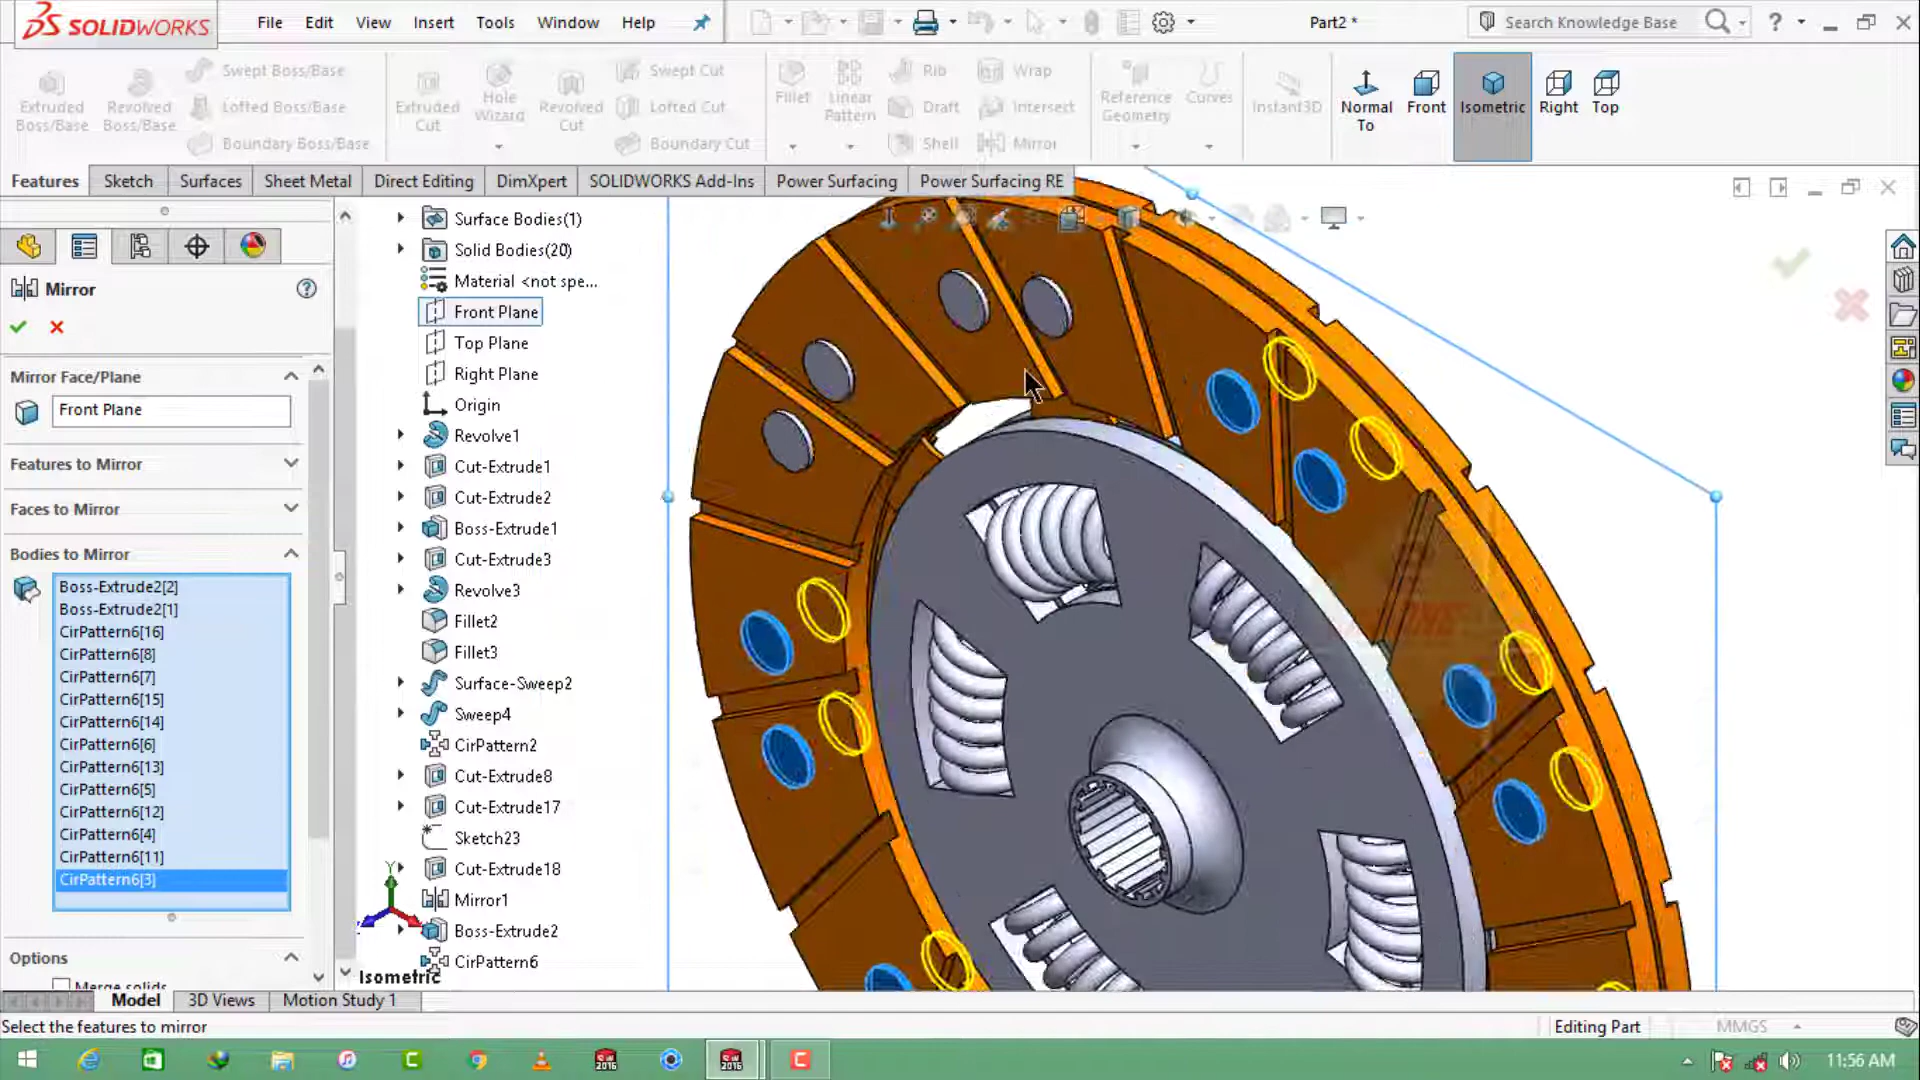 SOLIDWORKS
File Edit View Insert Tools Window Help
Part2 *
Search Knowledge Base
Extruded Boss/Base
Revolved Boss/Base
Swept Boss/Base
Lofted Boss/Base
Boundary Boss/Base
Extruded Cut
Hole Wizard
Revolved Cut
Swept Cut
Lofted Cut
Boundary Cut
Fillet
Linear Pattern
Rib
Draft
Shell
Wrap
Intersect
Mirror
Reference Geometry
Curves
Instant3D
Normal To
Front
Isometric
Right
Top
Features Sketch Surfaces Sheet Metal Direct Editing DimXpert SOLIDWORKS Add-Ins Power Surfacing Power Surfacing RE
Mirror
Mirror Face/Plane
Front Plane
Features to Mirror
Faces to Mirror
Bodies to Mirror
Boss-Extrude2[2]
Boss-Extrude2[1]
CirPattern6[16]
CirPattern6[8]
CirPattern6[7]
CirPattern6[15]
CirPattern6[14]
CirPattern6[6]
CirPattern6[13]
CirPattern6[5]
CirPattern6[12]
CirPattern6[4]
CirPattern6[11]
CirPattern6[3]
Options
Merge solids
Surface Bodies(1)
Solid Bodies(20)
Material <not spe...
Front Plane
Top Plane
Right Plane
Origin
Revolve1
Cut-Extrude1
Cut-Extrude2
Boss-Extrude1
Cut-Extrude3
Revolve3
Fillet2
Fillet3
Surface-Sweep2
Sweep4
CirPattern2
Cut-Extrude8
Cut-Extrude17
Sketch23
Cut-Extrude18
Mirror1
Boss-Extrude2
CirPattern6
Y
*Isometric
Model 3D Views Motion Study 1
Select the features to mirror
Editing Part
MMGS
11:56 AM